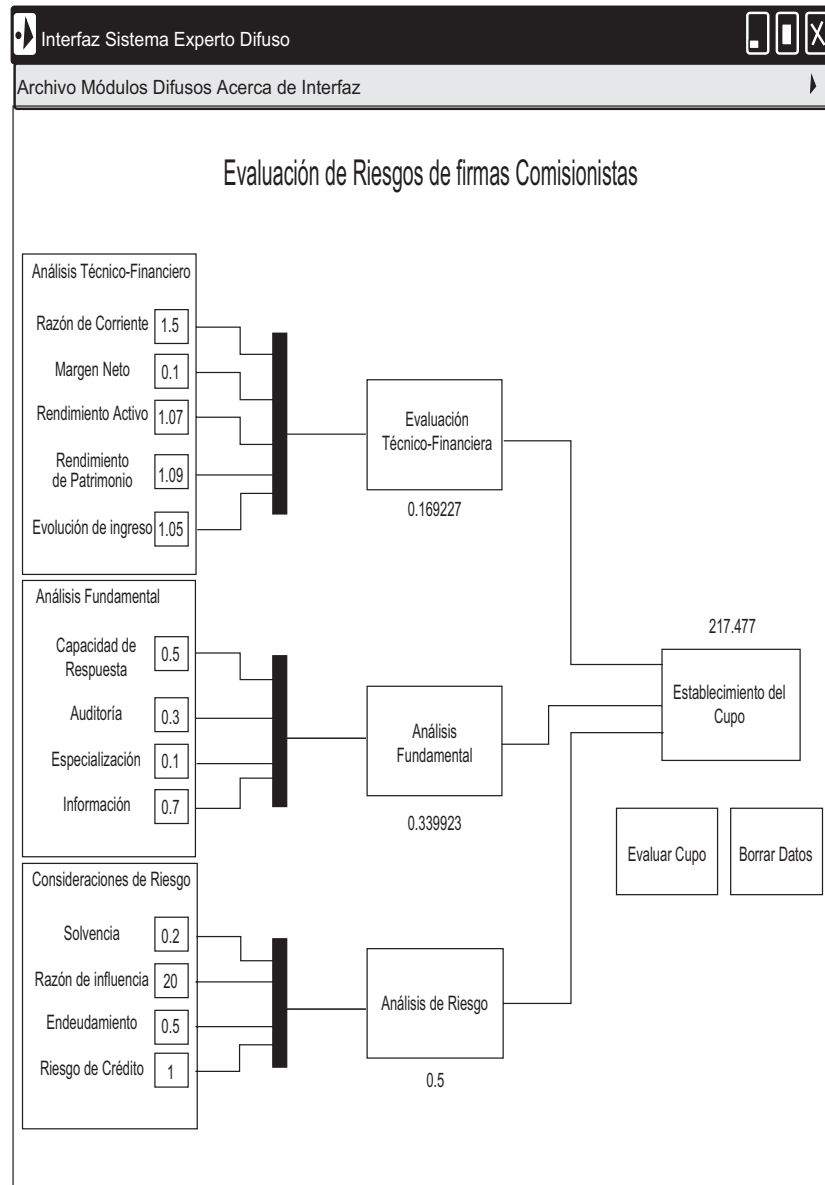 Interfaz Sistema Experto Difuso
Archivo Módulos Difusos Acerca de Interfaz
Evaluación de Riesgos de firmas Comisionistas
Análisis Técnico-Financiero
Razón de Corriente 1.5
Margen Neto 0.1
Rendimiento Activo 1.07
Rendimiento
de Patrimonio 1.09
Evolución de ingreso 1.05
Evaluación
Técnico-Financiera
0.169227
Análisis Fundamental
Capacidad de
Respuesta 0.5
Auditoría 0.3
Especialización 0.1
Información 0.7
Análisis
Fundamental
0.339923
217.477
Establecimiento del
Cupo
Evaluar Cupo
Borrar Datos
Consideraciones de Riesgo
Solvencia 0.2
Razón de influencia 20
Endeudamiento 0.5
Riesgo de Crédito 1
Análisis de Riesgo
0.5